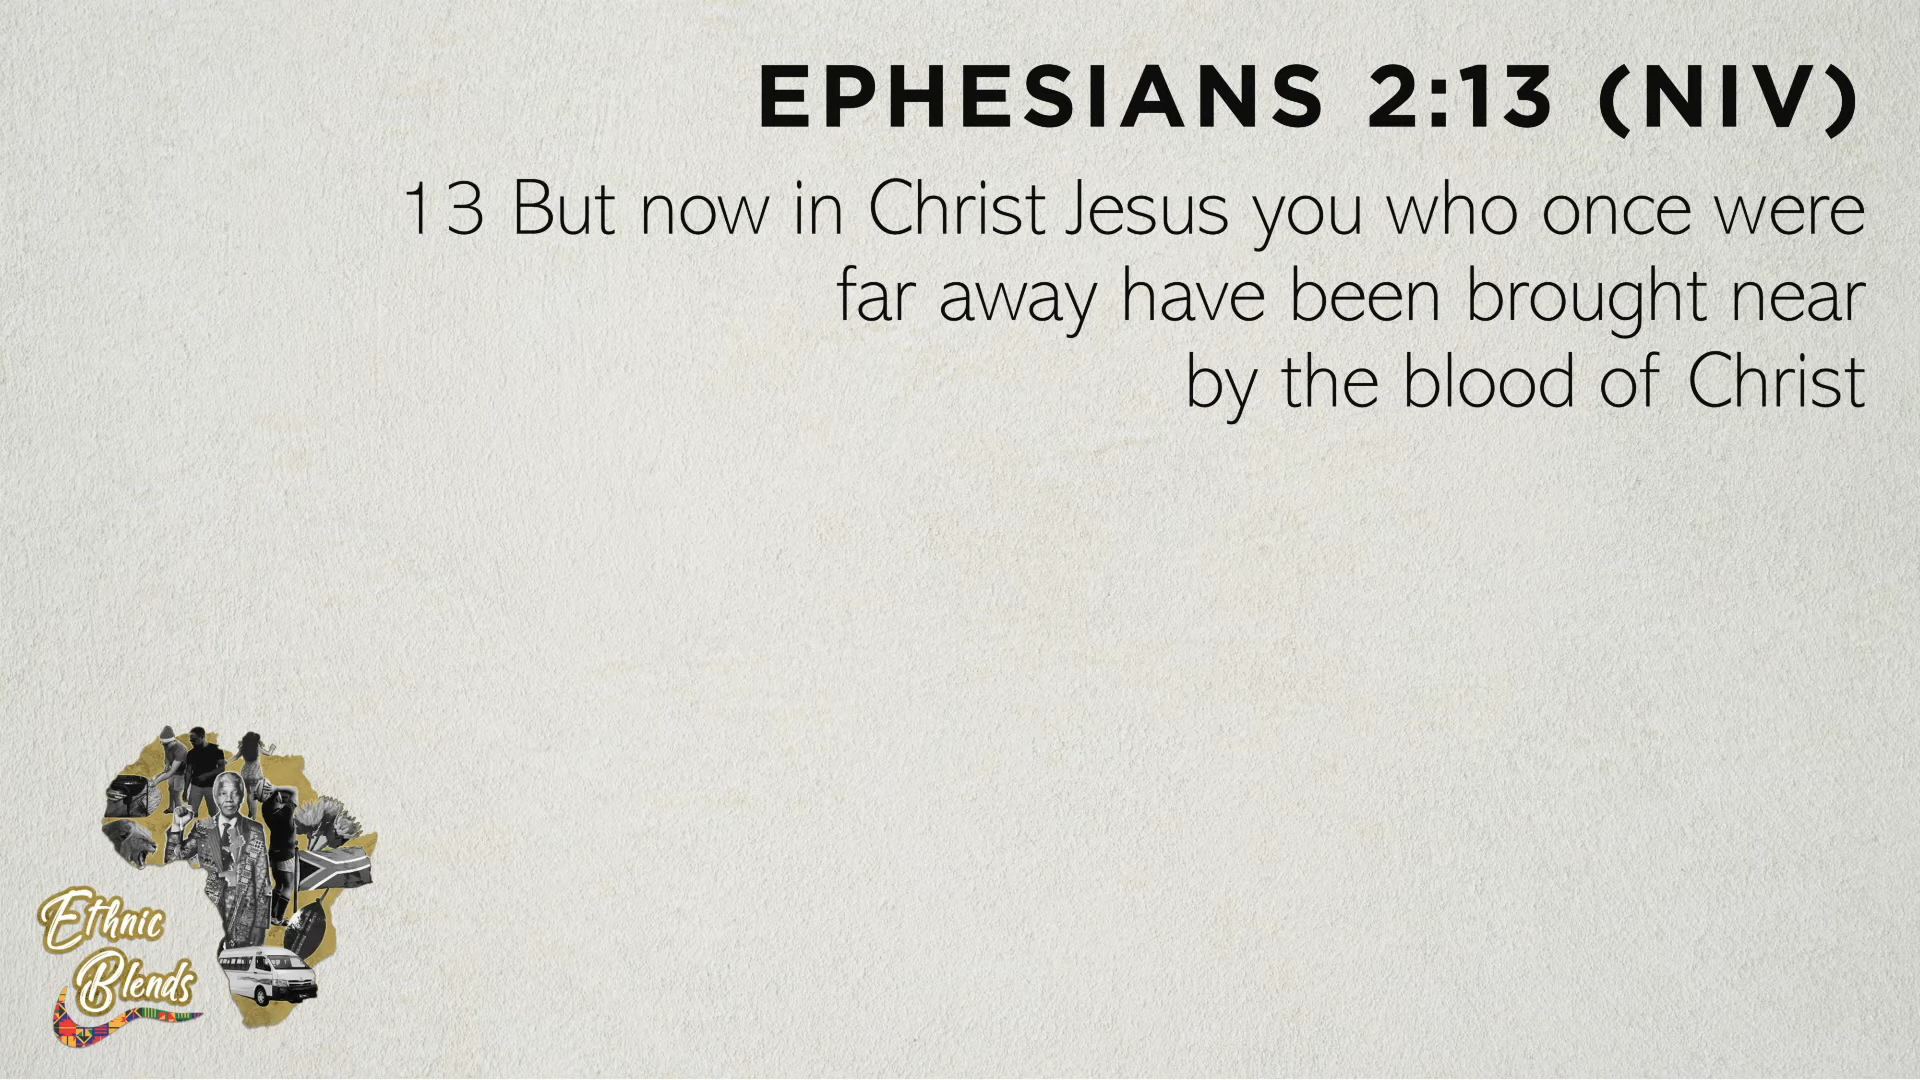 EPHESIANS 2:13 (NIV)
13 But now in Christ Jesus you who once were
far away have been brought near
by the blood of Christ
Ethnic
Blends